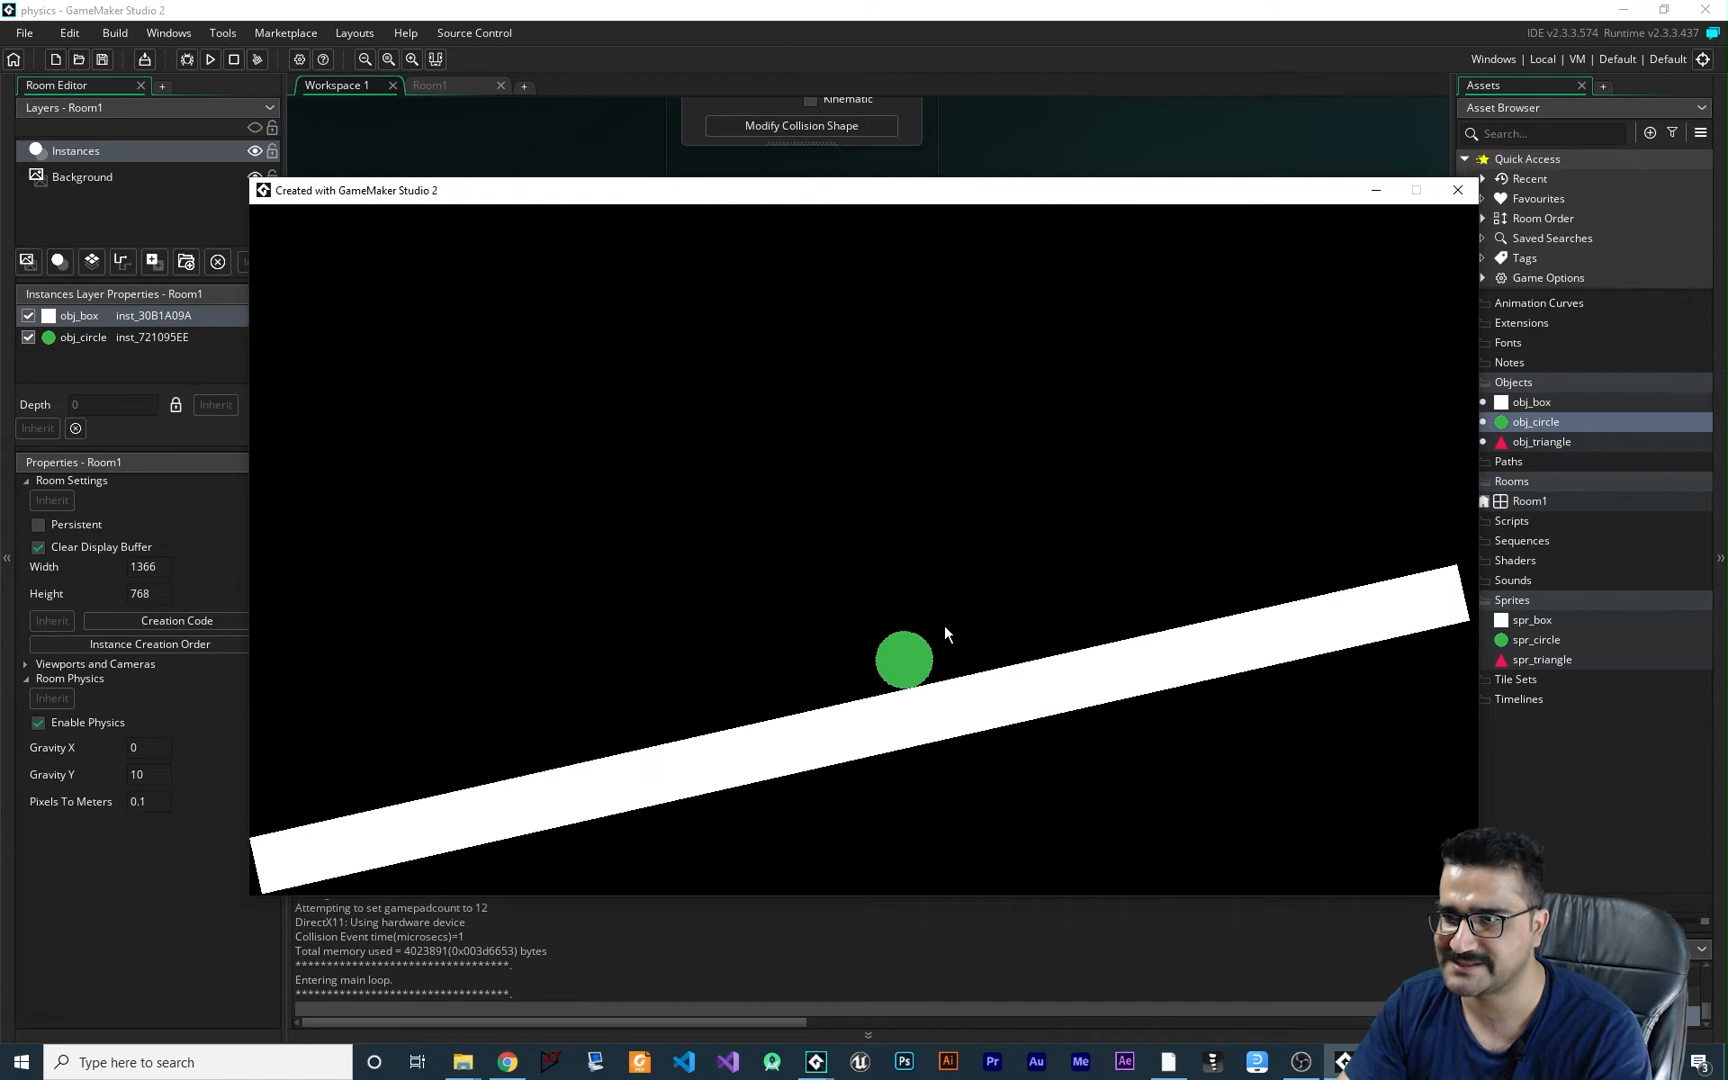 physics - GameMaker Studio 2
File Edit Build Windows Tools Marketplace Layouts Help Source Control
IDE v2.3.3.574 Runtime v2.3.3.437
Windows | Local | VM | Default | Default
Room Editor
Workspace 1
Room1
Assets
Layers - Room1
Asset Browser
Kinematic
Modify Collision Shape
Search...
Instances
Background
Quick Access
Recent
Favourites
Room Order
Saved Searches
Tags
Game Options
Created with GameMaker Studio 2
Instances Layer Properties - Room1
obj_box inst_30B1A09A
obj_circle inst_721095EE
Depth 0 Inherit
Inherit
Properties - Room1
Room Settings
Inherit
Persistent
Clear Display Buffer
Width 1366
Height 768
Inherit Creation Code
Instance Creation Order
Viewports and Cameras
Room Physics
Inherit
Enable Physics
Gravity X 0
Gravity Y 10
Pixels To Meters 0.1
Animation Curves
Extensions
Fonts
Notes
Objects
obj_box
obj_circle
obj_triangle
Paths
Rooms
Room1
Scripts
Sequences
Shaders
Sounds
Sprites
spr_box
spr_circle
spr_triangle
Tile Sets
Timelines
Attempting to set gamepadcount to 12
DirectX11: Using hardware device
Collision Event time(microsecs)=1
Total memory used = 4023891(0x003d6653) bytes
**********************************.
Entering main loop.
**********************************.
Type here to search
Ps Ai Pr Au Me Ae
3